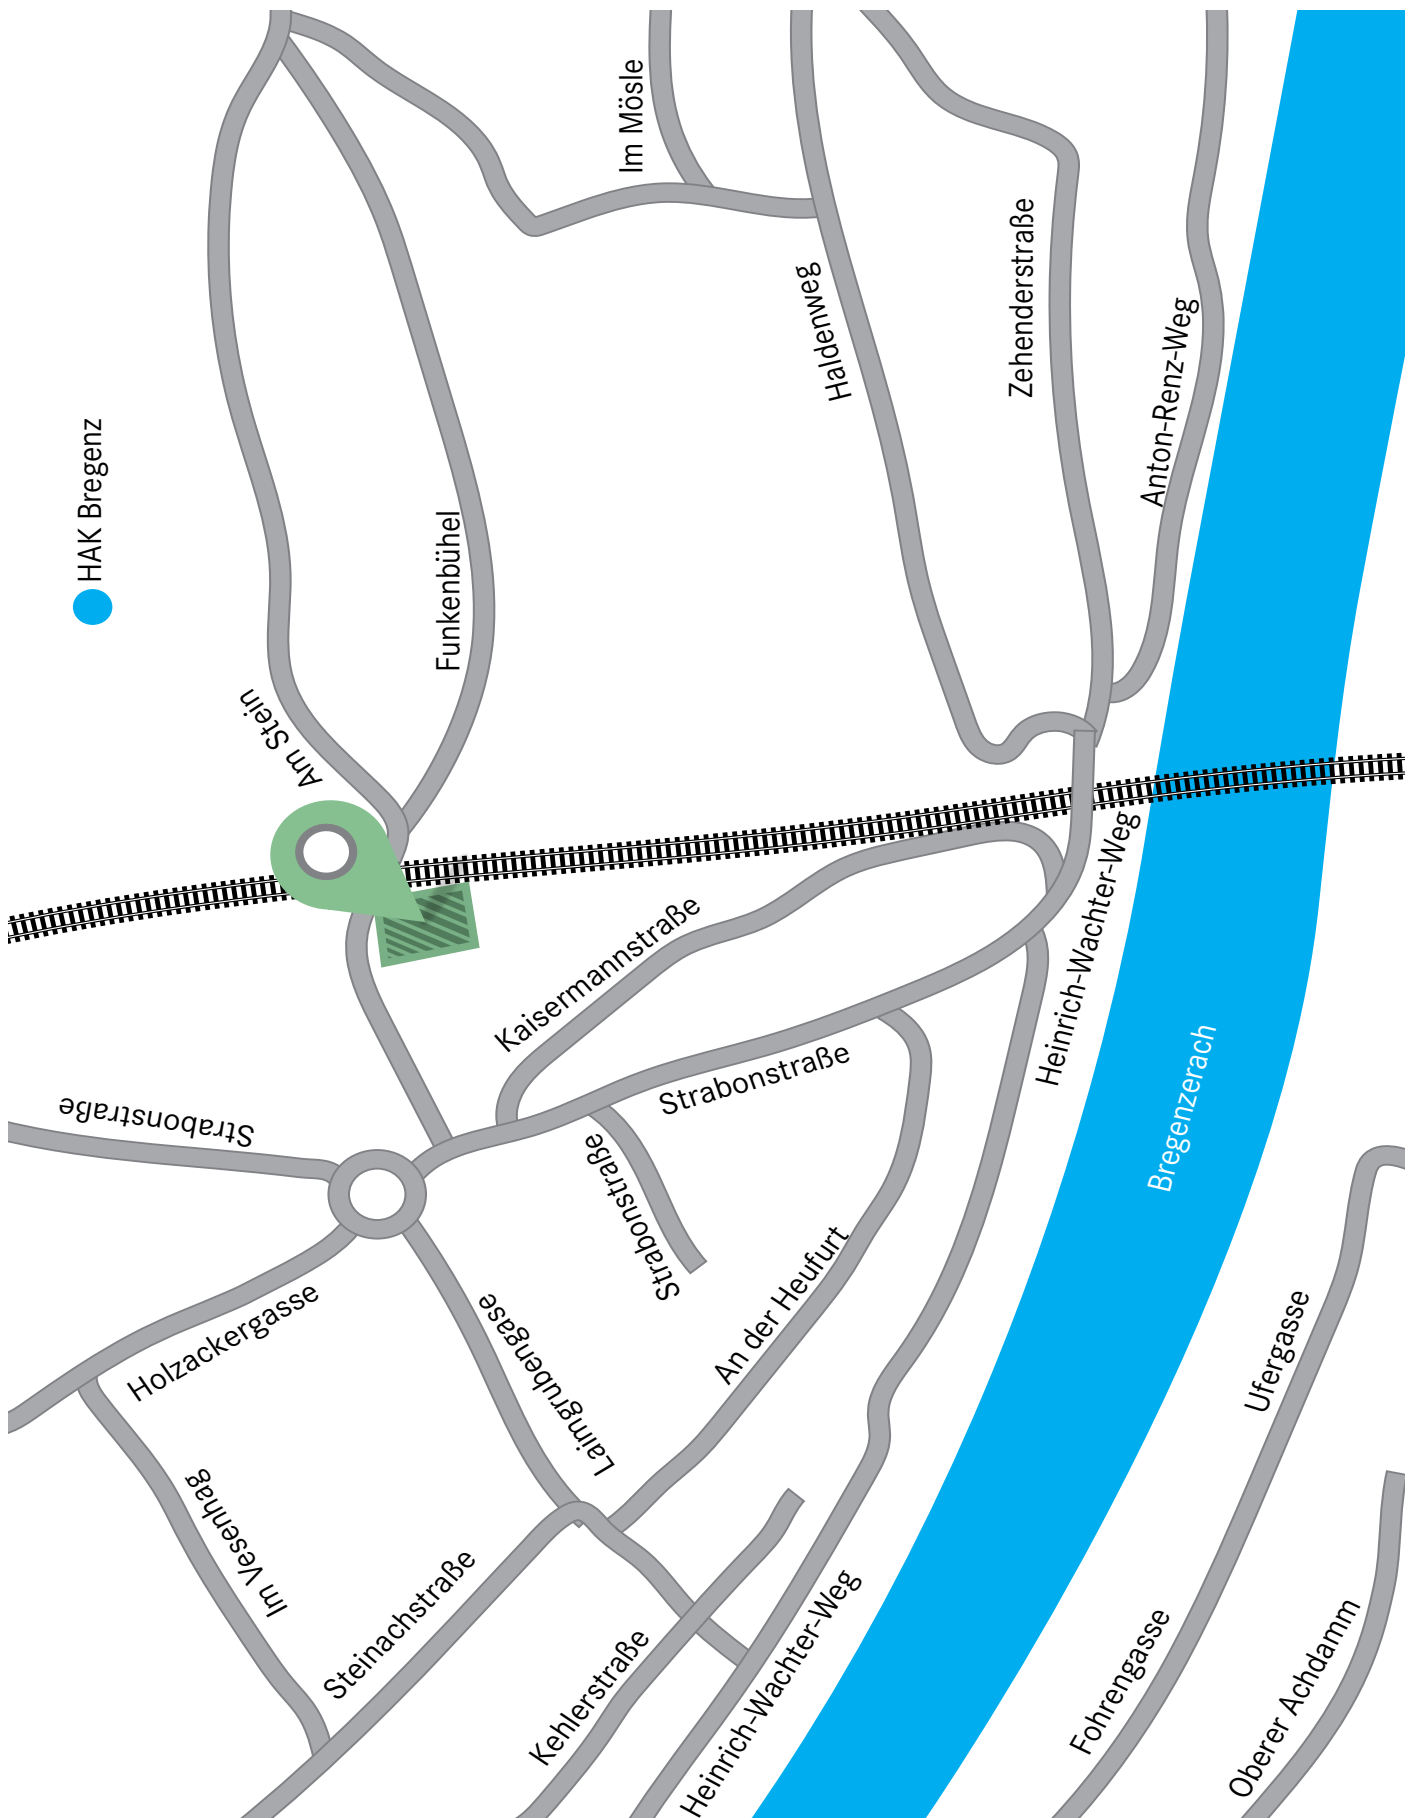 Im Mösle
Haldenweg
Zehenderstraße
Anton-Renz-Weg
HAK Bregenz
Funkenbühel
Am Stein
Heinrich-Wachter-Weg
Kaisermannstraße
Strabonstraße
Strabonstraße
Strabonstraße
Bregenzerach
An der Heufurt
Holzackergasse
Laimgrubengasse
Ufergasse
Im Vesenhag
Steinachstraße
Kehlerstraße
Heinrich-Wachter-Weg
Fohrengasse
Oberer Achdamm